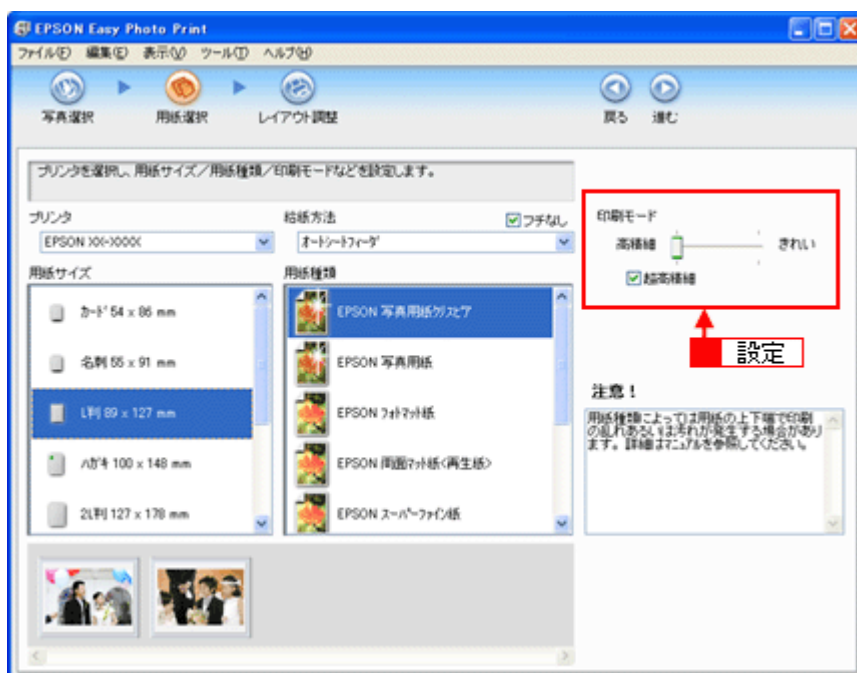 EPSON Easy Photo Print
ファイル(F) 編集(E) 表示(V) ツール(T) ヘルプ(H)
写真選択 用紙選択 レイアウト調整 戻る 進む
プリンタを選択し、用紙サイズ/用紙種類/印刷モードなどを設定します。
プリンタ 給紙方法 フチなし
EPSON XX-XXXX オートシートフィーダ
用紙サイズ 用紙種類
カード 54 x 86 mm
名刺 55 x 91 mm
L判 89 x 127 mm
ハガキ 100 x 148 mm
2L判 127 x 178 mm
EPSON 写真用紙クリスピア
EPSON 写真用紙
EPSON フォトマット紙
EPSON 両面マット紙<再生紙>
EPSON スーパーファイン紙
印刷モード
高精細 きれい
超高精細
設定
注意!
用紙種類によっては用紙の上下端で印刷
の乱れあるいは汚れが発生する場合があり
ます。詳細はマニュアルを参照してください。